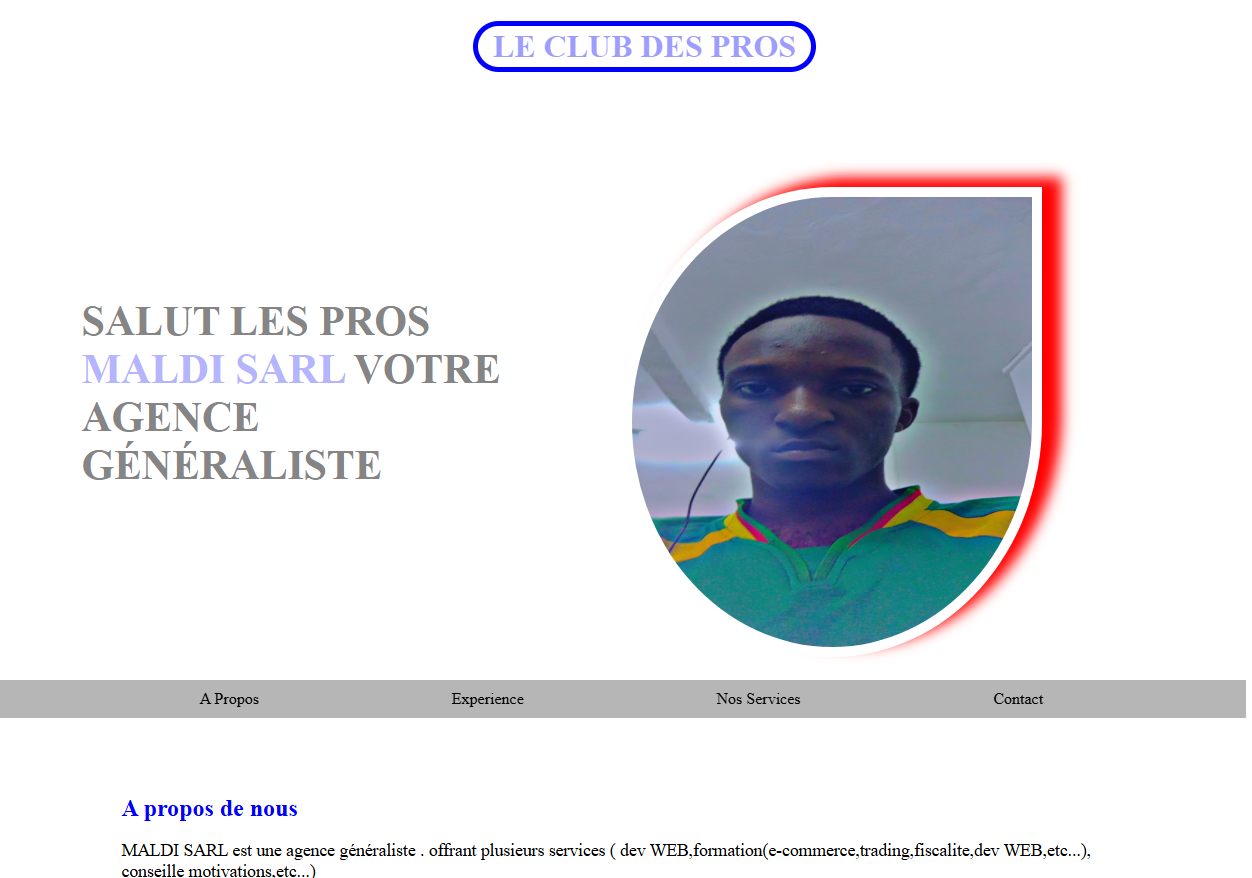 LE CLUB DES PROS
SALUT LES PROS
MALDI SARL VOTRE
AGENCE
GÉNÉRALISTE
A Propos Experience Nos Services Contact
A propos de nous
MALDI SARL est une agence généraliste . offrant plusieurs services ( dev WEB,formation(e-commerce,trading,fiscalite,dev WEB,etc...),
conseille motivations,etc...)